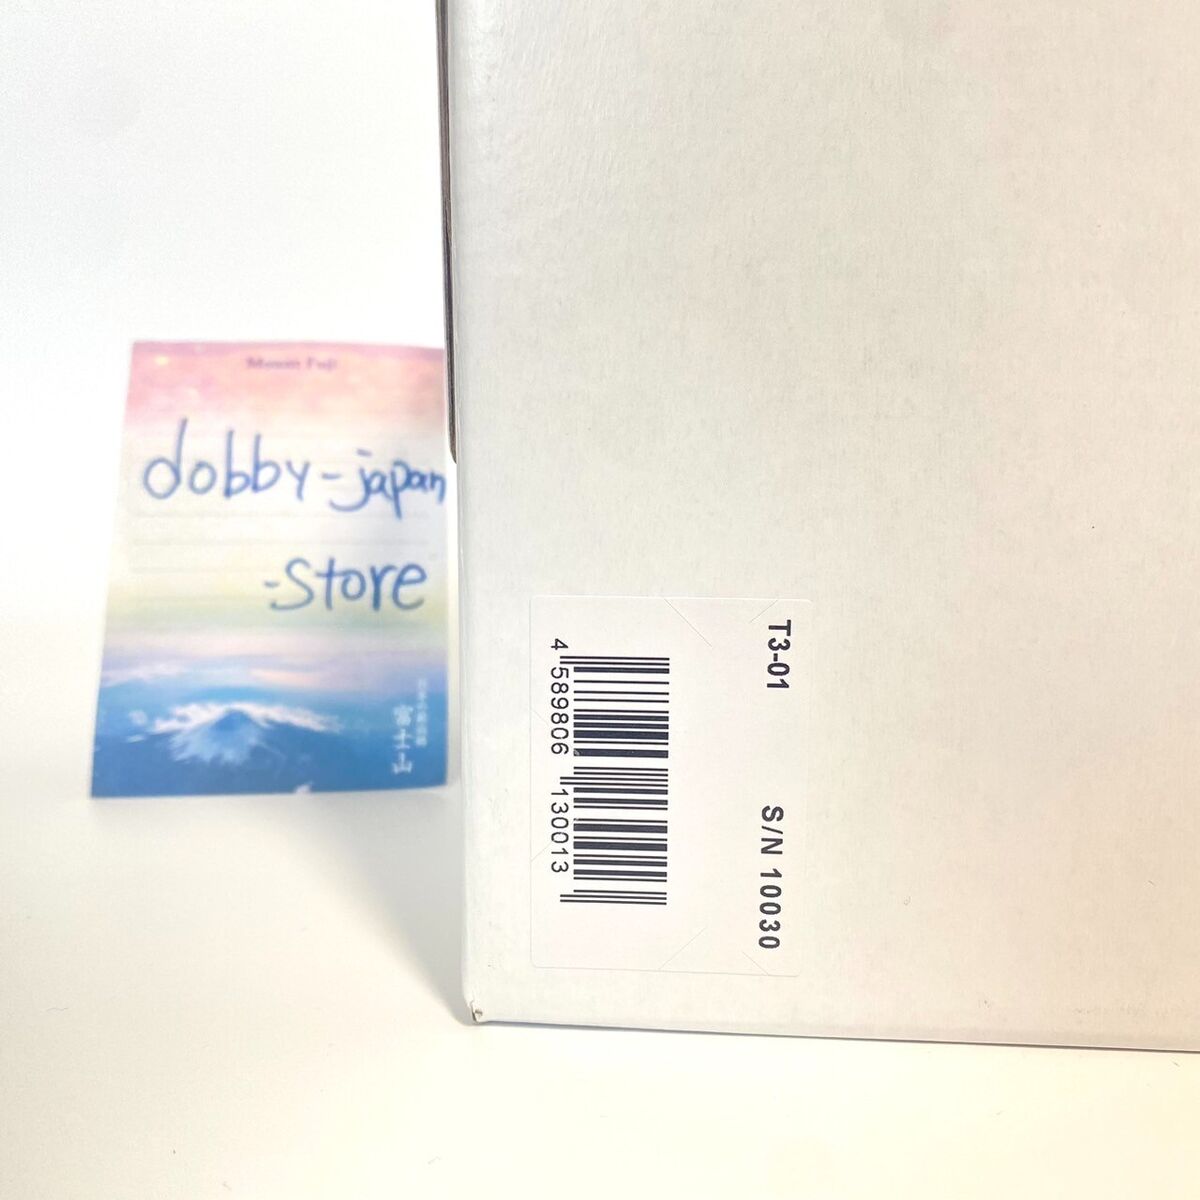 Mount Fuji
dobby-japan
-store
富士山
T3-01
S/N 10030
4 589806 130013